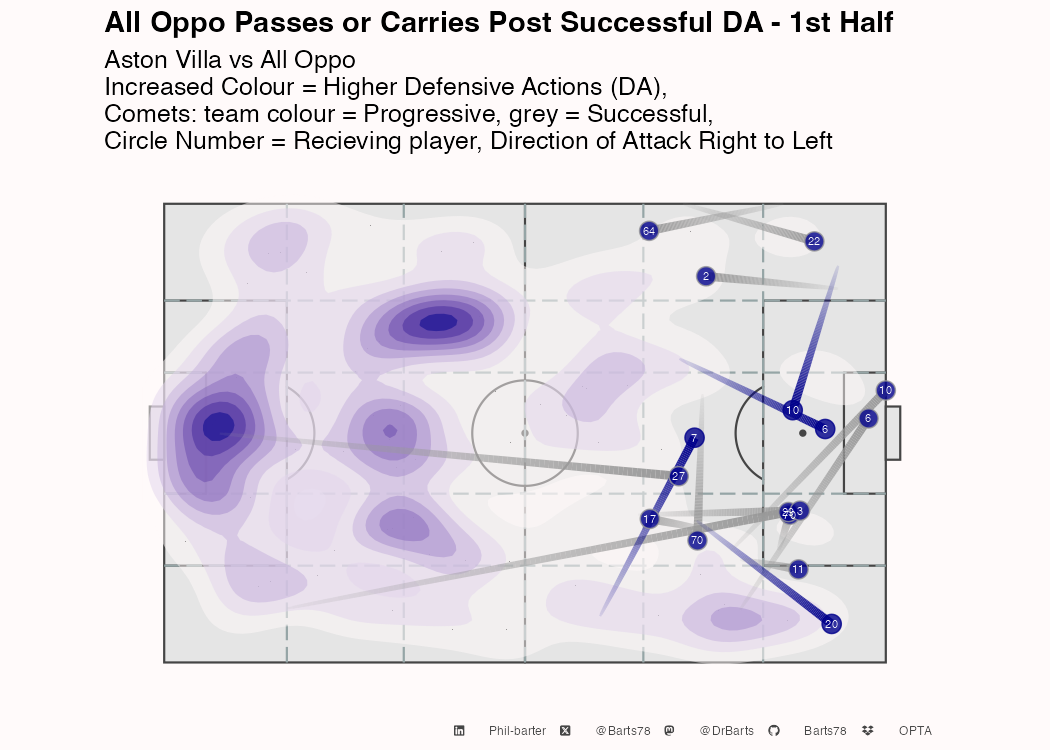 All Oppo Passes or Carries Post Successful DA - 1st Half
Aston Villa vs All Oppo
Increased Colour = Higher Defensive Actions (DA),
Comets: team colour = Progressive, grey = Successful,
Circle Number = Recieving player, Direction of Attack Right to Left
64
22
2
10
10
6
6
7
27
17
3
70
70
11
20
Phil-barter @Barts78 @DrBarts Barts78 OPTA